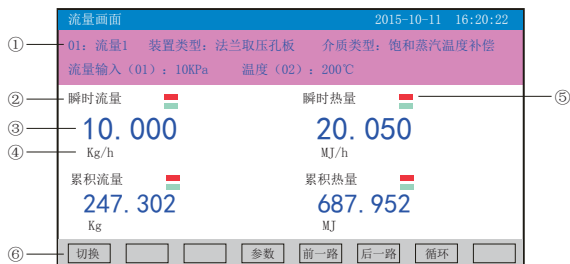 流量画面 2015-10-11 16:20:22
① 01: 流量1 装置类型: 法兰取压孔板 介质类型: 饱和蒸汽温度补偿
流量输入（01）: 10KPa 温度（02）: 200℃
② 瞬时流量 瞬时热量 ⑤
③ 10.000 20.050
④ Kg/h MJ/h
累积流量 累积热量
247.302 687.952
Kg MJ
⑥ 切换 参数 前一路 后一路 循环